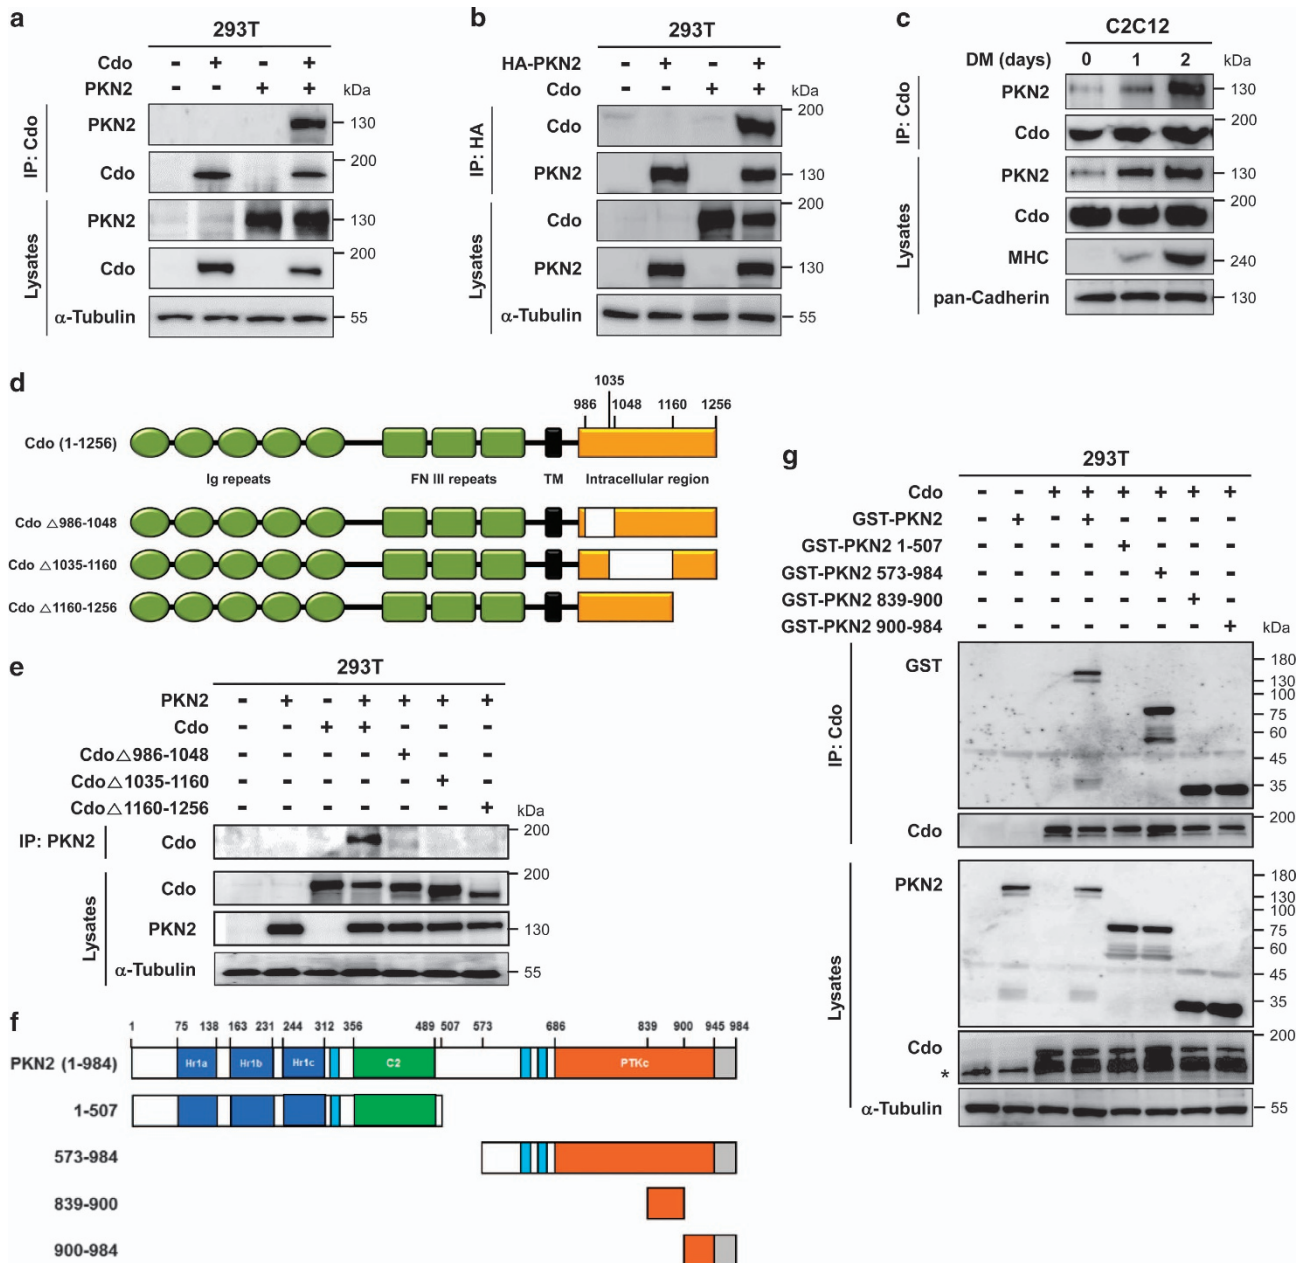 a
293T
Cdo - + - +
PKN2 - - + + kDa
IP: Cdo
PKN2 130
Cdo 200
Lysates
PKN2 130
Cdo 200
α-Tubulin 55
b
293T
HA-PKN2 - + - +
Cdo - - + + kDa
IP: HA
Cdo 200
PKN2 130
Lysates
Cdo 200
PKN2 130
α-Tubulin 55
c
C2C12
DM (days) 0 1 2 kDa
IP: Cdo
PKN2 130
Cdo 200
Lysates
PKN2 130
Cdo 200
MHC 240
pan-Cadherin 130
d
1035
986 1048 1160 1256
Cdo (1-1256)
Ig repeats FN III repeats TM Intracellular region
Cdo △986-1048
Cdo △1035-1160
Cdo △1160-1256
e
293T
PKN2 - + - + + + +
Cdo - - + + - - -
Cdo△986-1048 - - - - + - -
Cdo△1035-1160 - - - - - + -
Cdo△1160-1256 - - - - - - + kDa
IP: PKN2 Cdo 200
Lysates
Cdo 200
PKN2 130
α-Tubulin 55
f
1 75 138 163 231 244 312 356 489 507 573 686 839 900 945 984
PKN2 (1-984) Hr1a Hr1b Hr1c C2 PTKc
1-507
573-984
839-900
900-984
g
293T
Cdo - - + + + + + +
GST-PKN2 - + - + - - - -
GST-PKN2 1-507 - - - - + - - -
GST-PKN2 573-984 - - - - - + - -
GST-PKN2 839-900 - - - - - - + -
GST-PKN2 900-984 - - - - - - - + kDa
IP: Cdo
GST
180
130
100
75
60
45
35
Cdo 200
Lysates
PKN2
180
130
100
75
60
45
35
Cdo 200
*
α-Tubulin 55